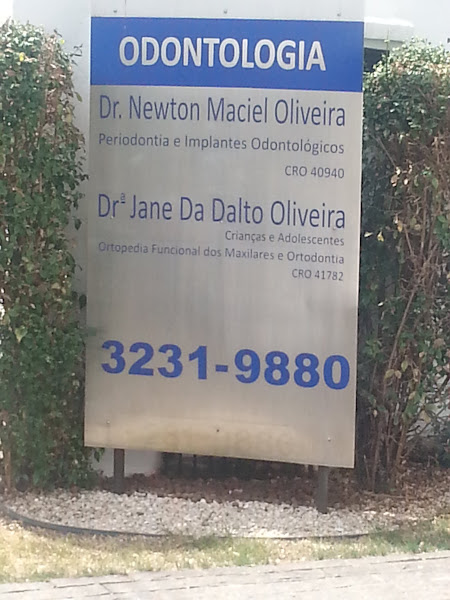 ODONTOLOGIA
Dr. Newton Maciel Oliveira
Periodontia e Implantes Odontológicos
CRO 40940
Drª Jane Da Dalto Oliveira
Crianças e Adolescentes
Ortopedia Funcional dos Maxilares e Ortodontia
CRO 41782
3231-9880